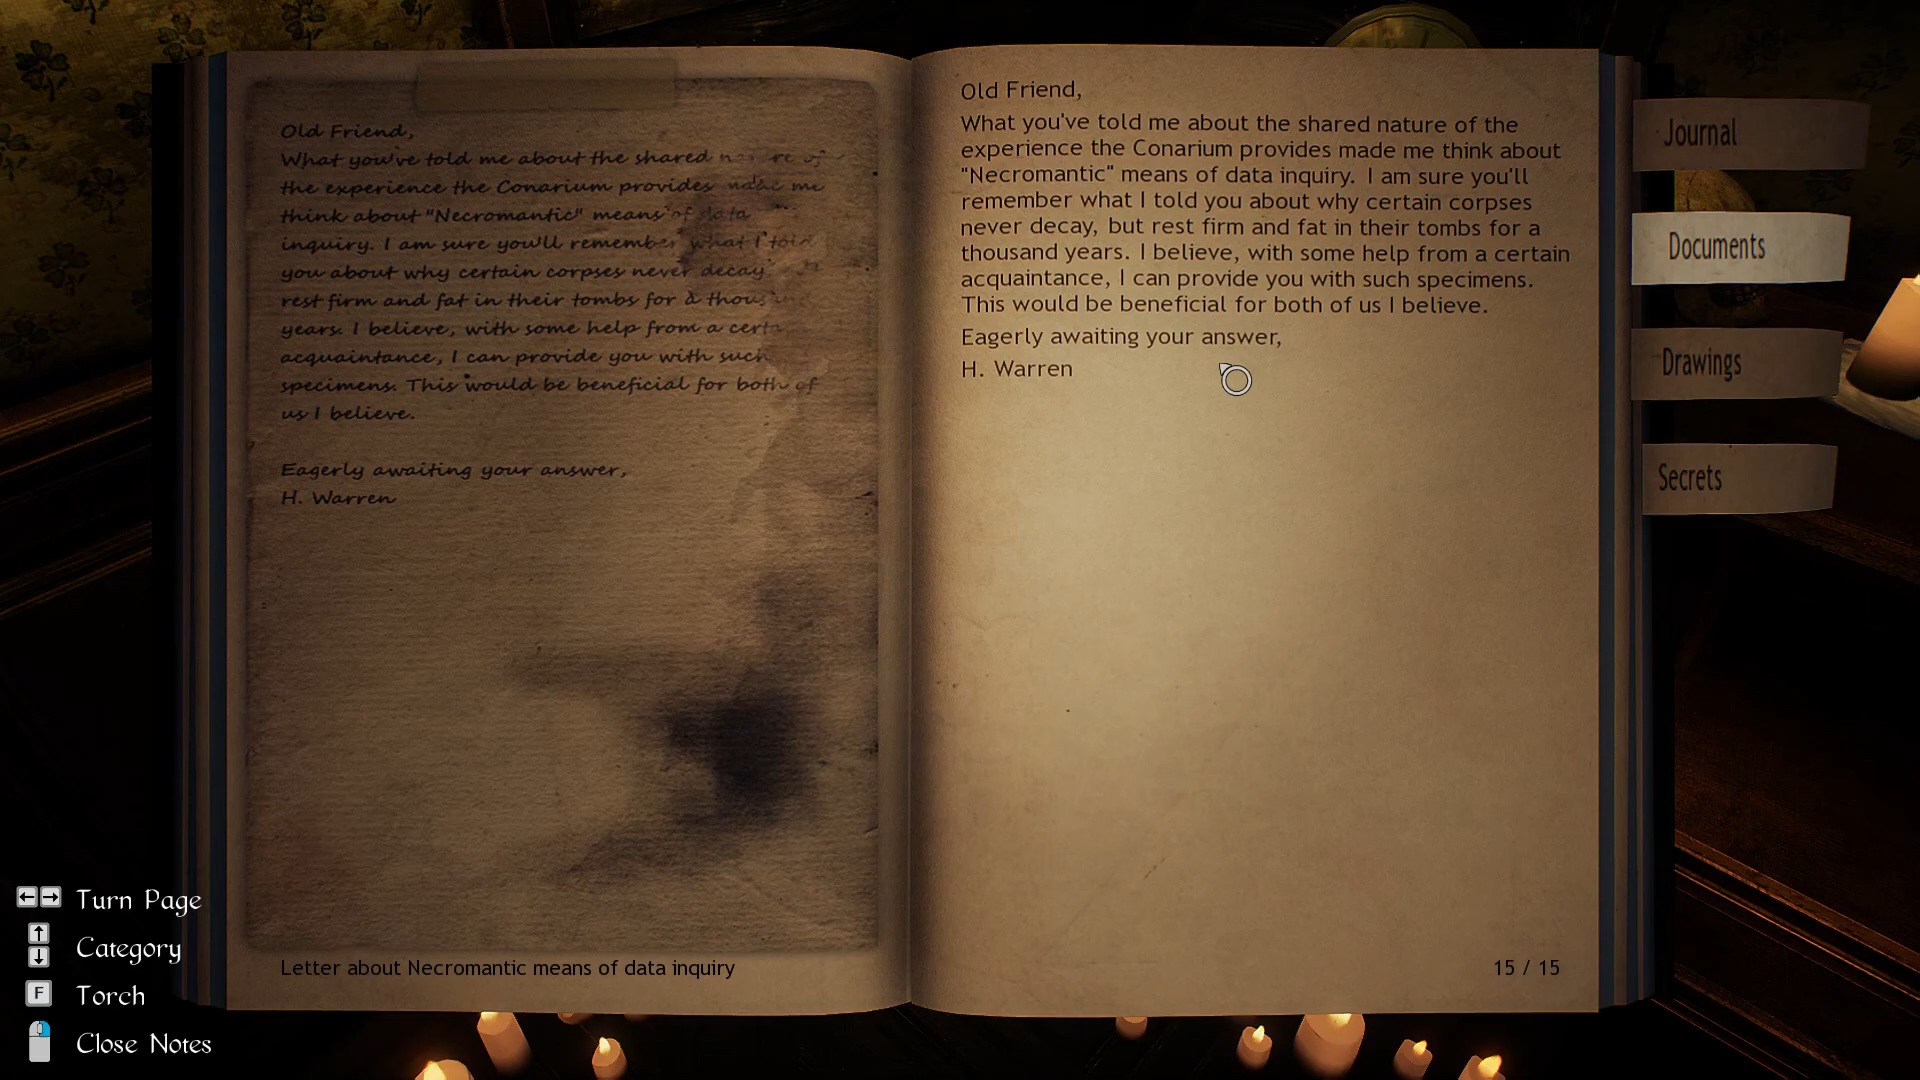 Old Friend,
What you've told me about the shared nature of
the experience the Conarium provides made me
think about "Necromantic" means of data
inquiry. I am sure you'll remember what I told
you about why certain corpses never decay
rest firm and fat in their tombs for a
years. I believe, with some help from a
acquaintance, I can provide you with such
specimens. This would be beneficial for both of
us I believe.
Eagerly awaiting your answer,
H. Warren
Letter about Necromantic means of data inquiry
Old Friend,
What you've told me about the shared nature of the
experience the Conarium provides made me think about
"Necromantic" means of data inquiry. I am sure you'll
remember what I told you about why certain corpses
never decay, but rest firm and fat in their tombs for a
thousand years. I believe, with some help from a certain
acquaintance, I can provide you with such specimens.
This would be beneficial for both of us I believe.
Eagerly awaiting your answer,
H. Warren
15 / 15
Journal
Documents
Drawings
Secrets
Turn Page
Category
F Torch
Close Notes